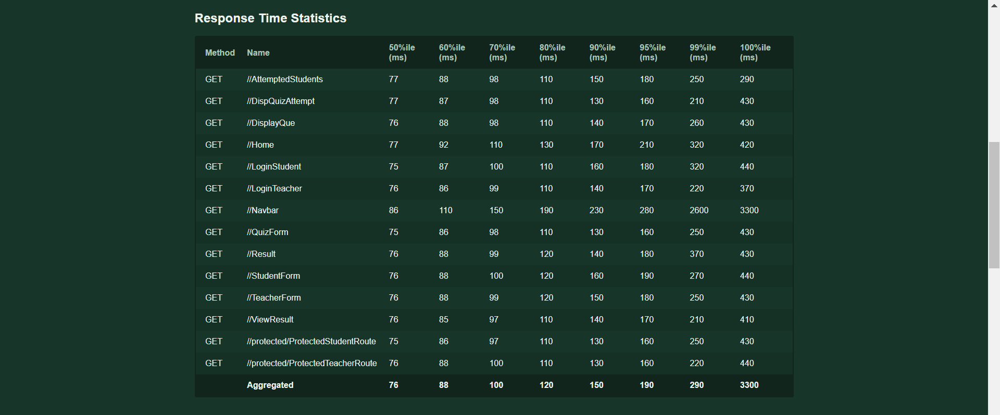 Response Time Statistics
Method Name 50%ile (ms) 60%ile (ms) 70%ile (ms) 80%ile (ms) 90%ile (ms) 95%ile (ms) 99%ile (ms) 100%ile (ms)
GET //AttemptedStudents 77 88 98 110 150 180 250 290
GET //DispQuizAttempt 77 87 98 110 130 160 210 430
GET //DisplayQue 76 88 98 110 140 170 260 430
GET //Home 77 92 110 130 170 210 320 420
GET //LoginStudent 75 87 100 110 160 180 320 440
GET //LoginTeacher 76 86 99 110 140 170 220 370
GET //Navbar 86 110 150 190 230 280 2600 3300
GET //QuizForm 75 86 98 110 130 160 250 430
GET //Result 76 88 99 120 140 180 370 430
GET //StudentForm 76 88 100 120 160 190 270 440
GET //TeacherForm 76 88 99 120 150 180 250 430
GET //ViewResult 76 85 97 110 140 170 210 410
GET //protected/ProtectedStudentRoute 75 86 97 110 130 160 250 430
GET //protected/ProtectedTeacherRoute 76 88 100 110 130 160 220 440
Aggregated 76 88 100 120 150 190 290 3300